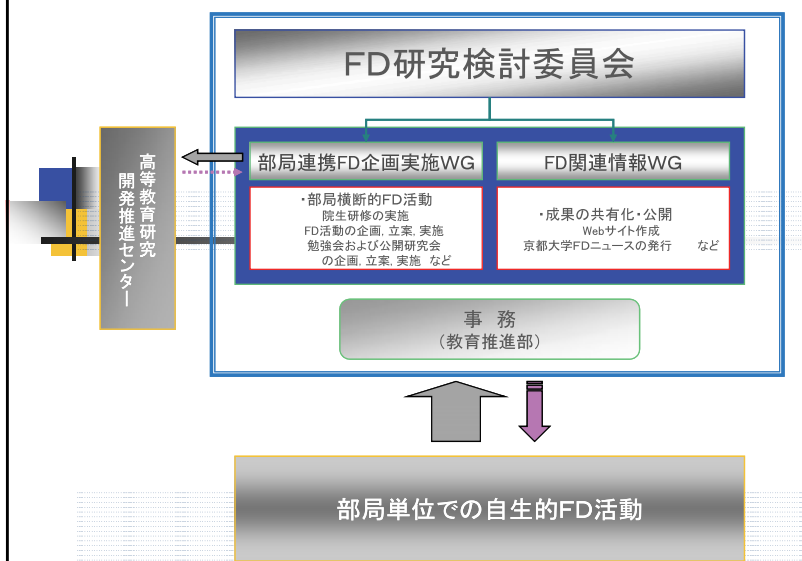 FD研究検討委員会
高等教育研究
開発推進センター
部局連携FD企画実施WG
・部局横断的FD活動
院生研修の実施
FD活動の企画，立案，実施
勉強会および公開研究会
の企画，立案，実施 など
FD関連情報WG
・成果の共有化・公開
Webサイト作成
京都大学FDニュースの発行 など
事 務
（教育推進部）
部局単位での自生的FD活動